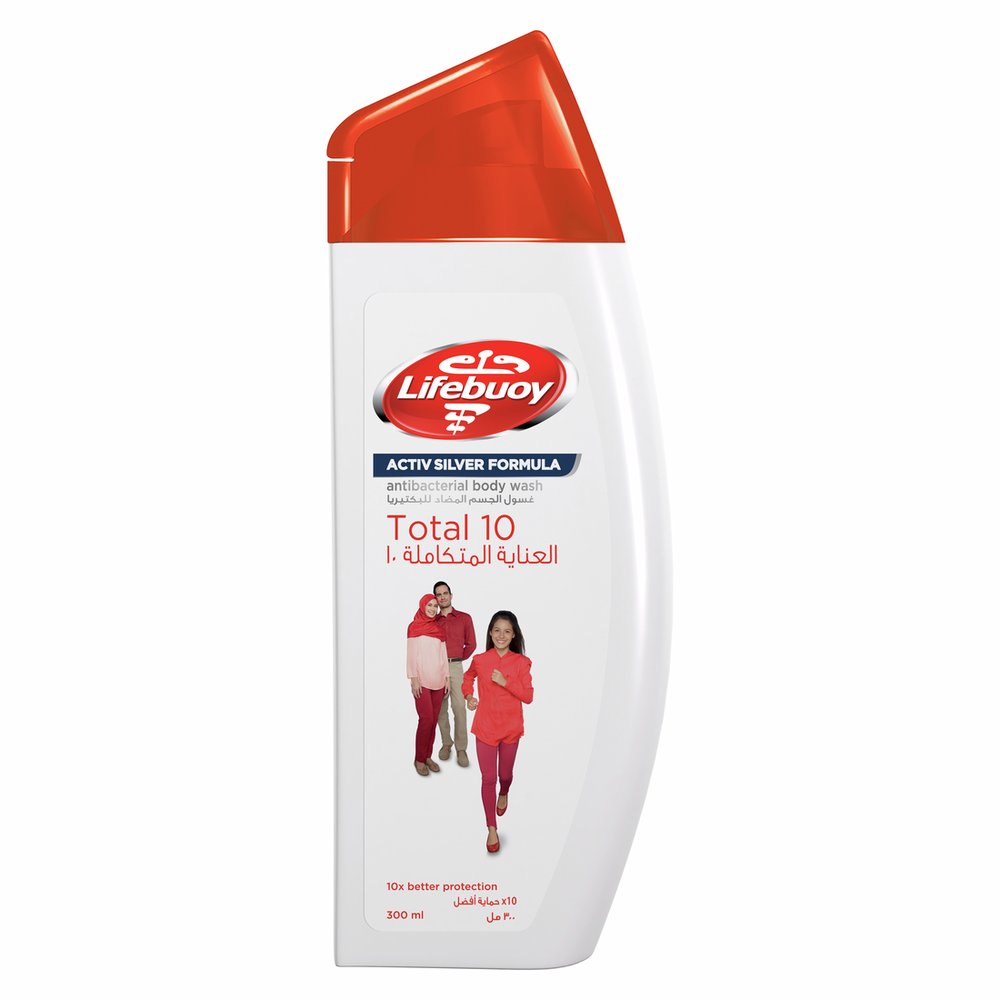 Lifebuoy
ACTIV SILVER FORMULA
antibacterial body wash
غسول الجسم المضاد للبكتيريا
Total 10
العناية المتكاملة ١٠
10x better protection
x10 حماية أفضل
300 ml
٣٠٠ مل